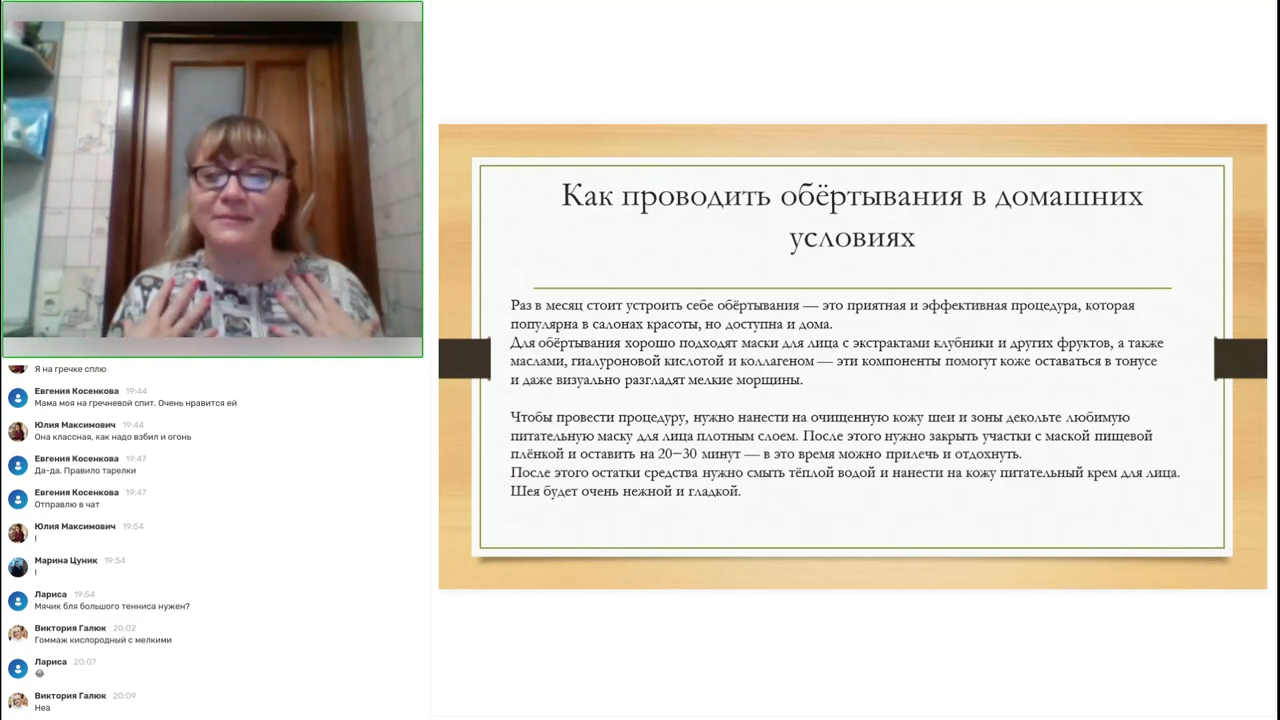 Я на гречке сплю
Евгения Косенкова 19:44
Мама моя на гречневой спит. Очень нравится ей
Юлия Максимович 19:44
Она классная, как надо взбил и огонь
Евгения Косенкова 19:47
Да-да. Правило тарелки
Евгения Косенкова 19:47
Отправлю в чат
Юлия Максимович 19:54
I
Марина Цуник 19:54
I
Лариса 19:54
Мячик бля большого тенниса нужен?
Виктория Галюк 20:02
Гоммаж кислородный с мелкими
Лариса 20:07
😂
Виктория Галюк 20:09
Неа
Как проводить обёртывания в домашних
условиях
Раз в месяц стоит устроить себе обёртывания — это приятная и эффективная процедура, которая
популярна в салонах красоты, но доступна и дома.
Для обёртывания хорошо подходят маски для лица с экстрактами клубники и других фруктов, а также
маслами, гиалуроновой кислотой и коллагеном — эти компоненты помогут коже оставаться в тонусе
и даже визуально разгладят мелкие морщины.
Чтобы провести процедуру, нужно нанести на очищенную кожу шеи и зоны декольте любимую
питательную маску для лица плотным слоем. После этого нужно закрыть участки с маской пищевой
плёнкой и оставить на 20–30 минут — в это время можно прилечь и отдохнуть.
После этого остатки средства нужно смыть тёплой водой и нанести на кожу питательный крем для лица.
Шея будет очень нежной и гладкой.